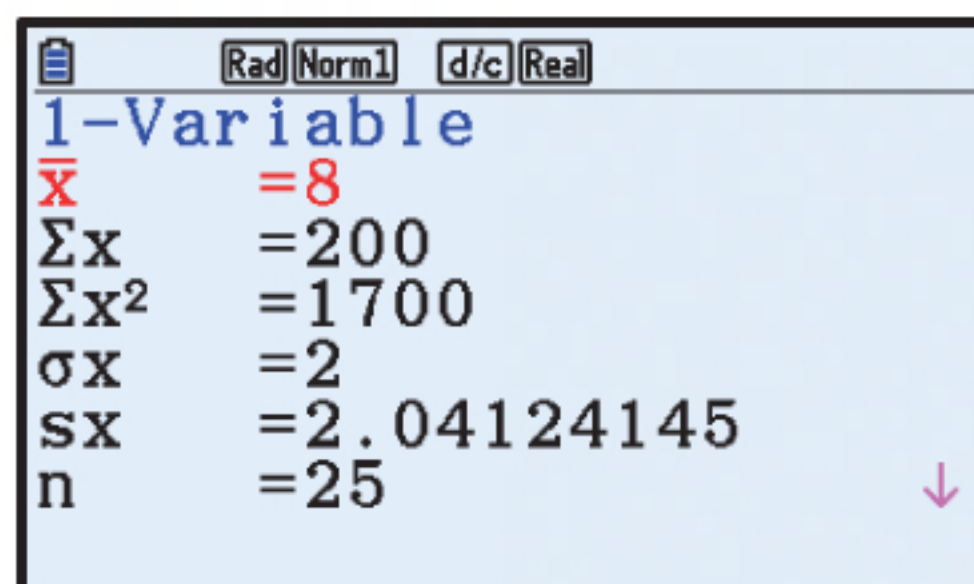 Rad Norm1 d/c Real
1-Variable
x̄ =8
Σx =200
Σx² =1700
σx =2
sx =2.04124145
n =25 ↓